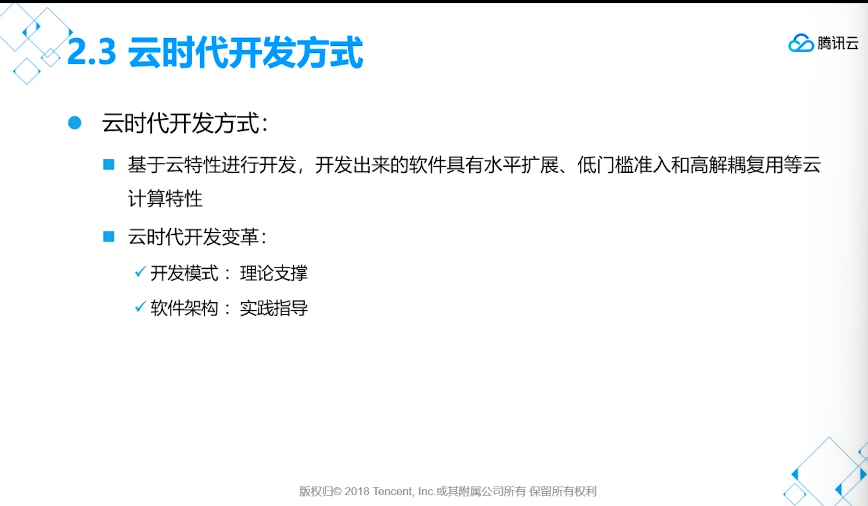 2.3 云时代开发方式
腾讯云
云时代开发方式：
基于云特性进行开发，开发出来的软件具有水平扩展、低门槛准入和高解耦复用等云
计算特性
云时代开发变革：
开发模式 ：理论支撑
软件架构 ：实践指导
版权归© 2018 Tencent, Inc.或其附属公司所有 保留所有权利